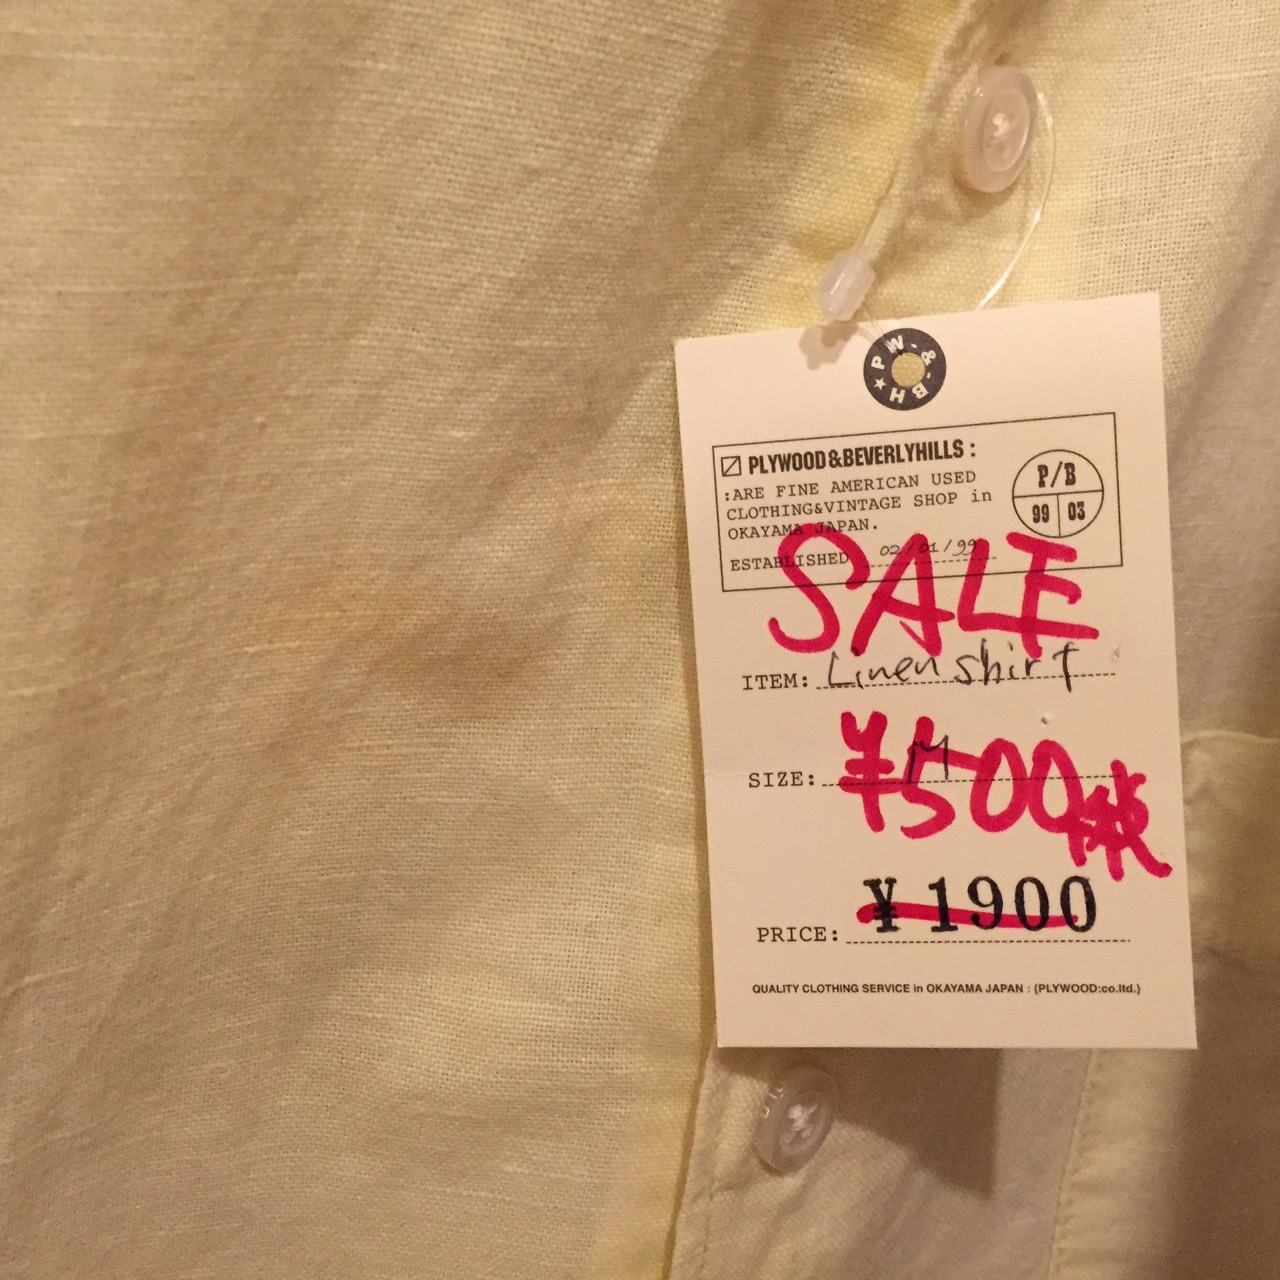 PW-&-BH★
PLYWOOD&BEVERLYHILLS :
:ARE FINE AMERICAN USED
CLOTHING&VINTAGE SHOP in
OKAYAMA JAPAN.
ESTABLISHED 02/01/99
P/B
99 03
SALE
ITEM: Linen shirt
¥500
SIZE: M
PRICE: ¥1900
QUALITY CLOTHING SERVICE in OKAYAMA JAPAN : {PLYWOOD:co.ltd.}